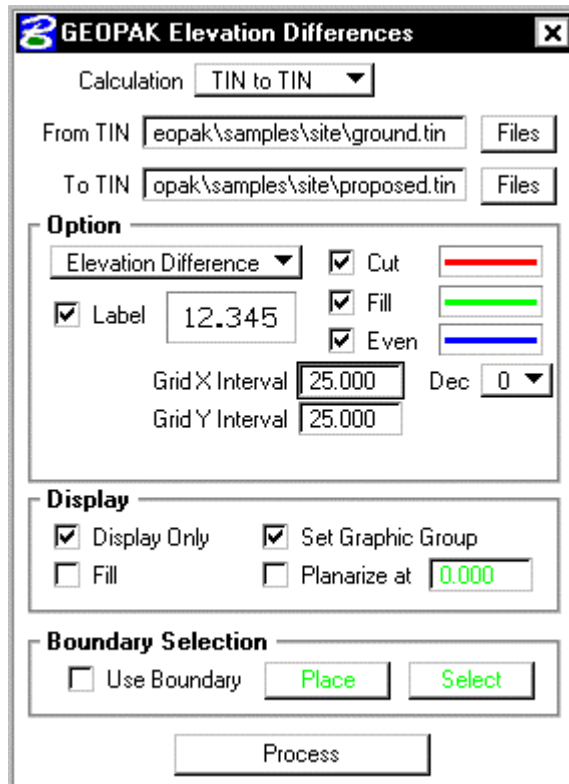 GEOPAK Elevation Differences
Calculation TIN to TIN
From TIN eopak\samples\site\ground.tin Files
To TIN opak\samples\site\proposed.tin Files
Option
Elevation Difference Cut
Label 12.345 Fill
Even
Grid X Interval 25.000 Dec 0
Grid Y Interval 25.000
Display
Display Only Set Graphic Group
Fill Planarize at 0.000
Boundary Selection
Use Boundary Place Select
Process